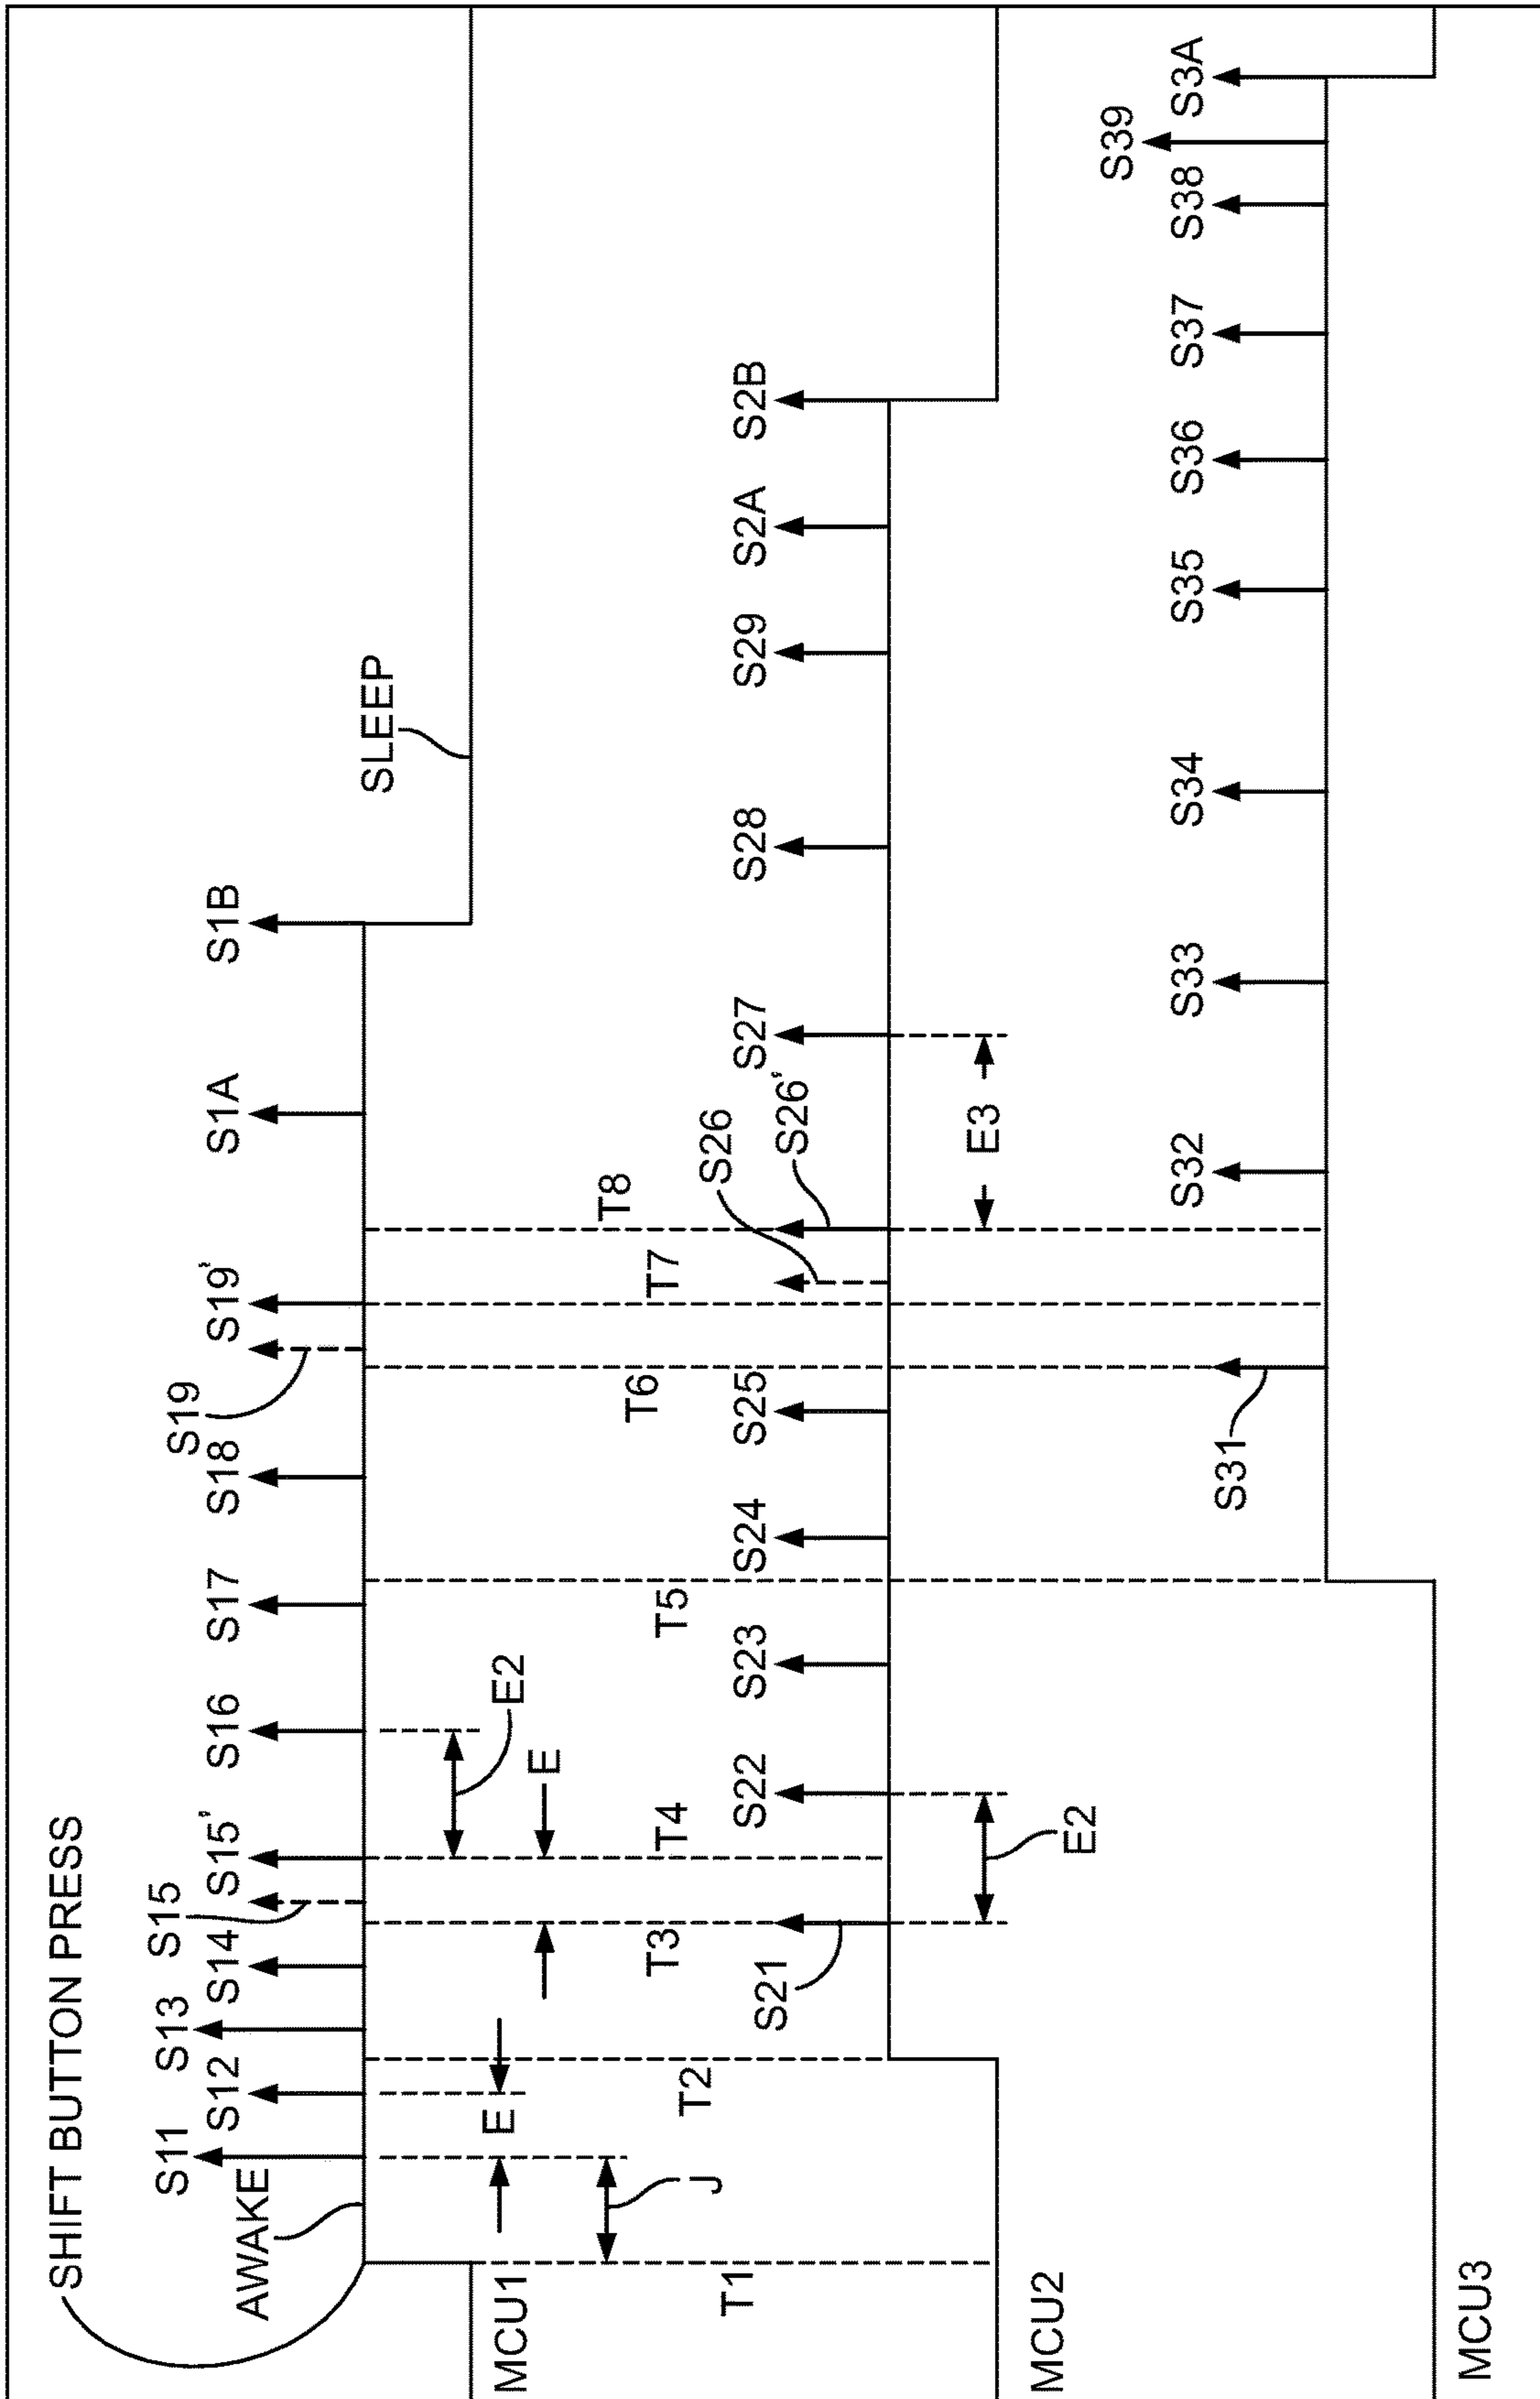 SHIFT BUTTON PRESS
AWAKE
S11
S12
S13
S14
S15
S15'
S16
S17
S18
S19
S19'
S1A
S1B
SLEEP
MCU1
J
E
E
E2
T1
T2
T3
T4
T5
T6
T7
T8
S21
S22
S23
S24
S25
S26
S26'
S27
S28
S29
S2A
S2B
MCU2
E2
E3
S31
S32
S33
S34
S35
S36
S37
S38
S39
S3A
MCU3